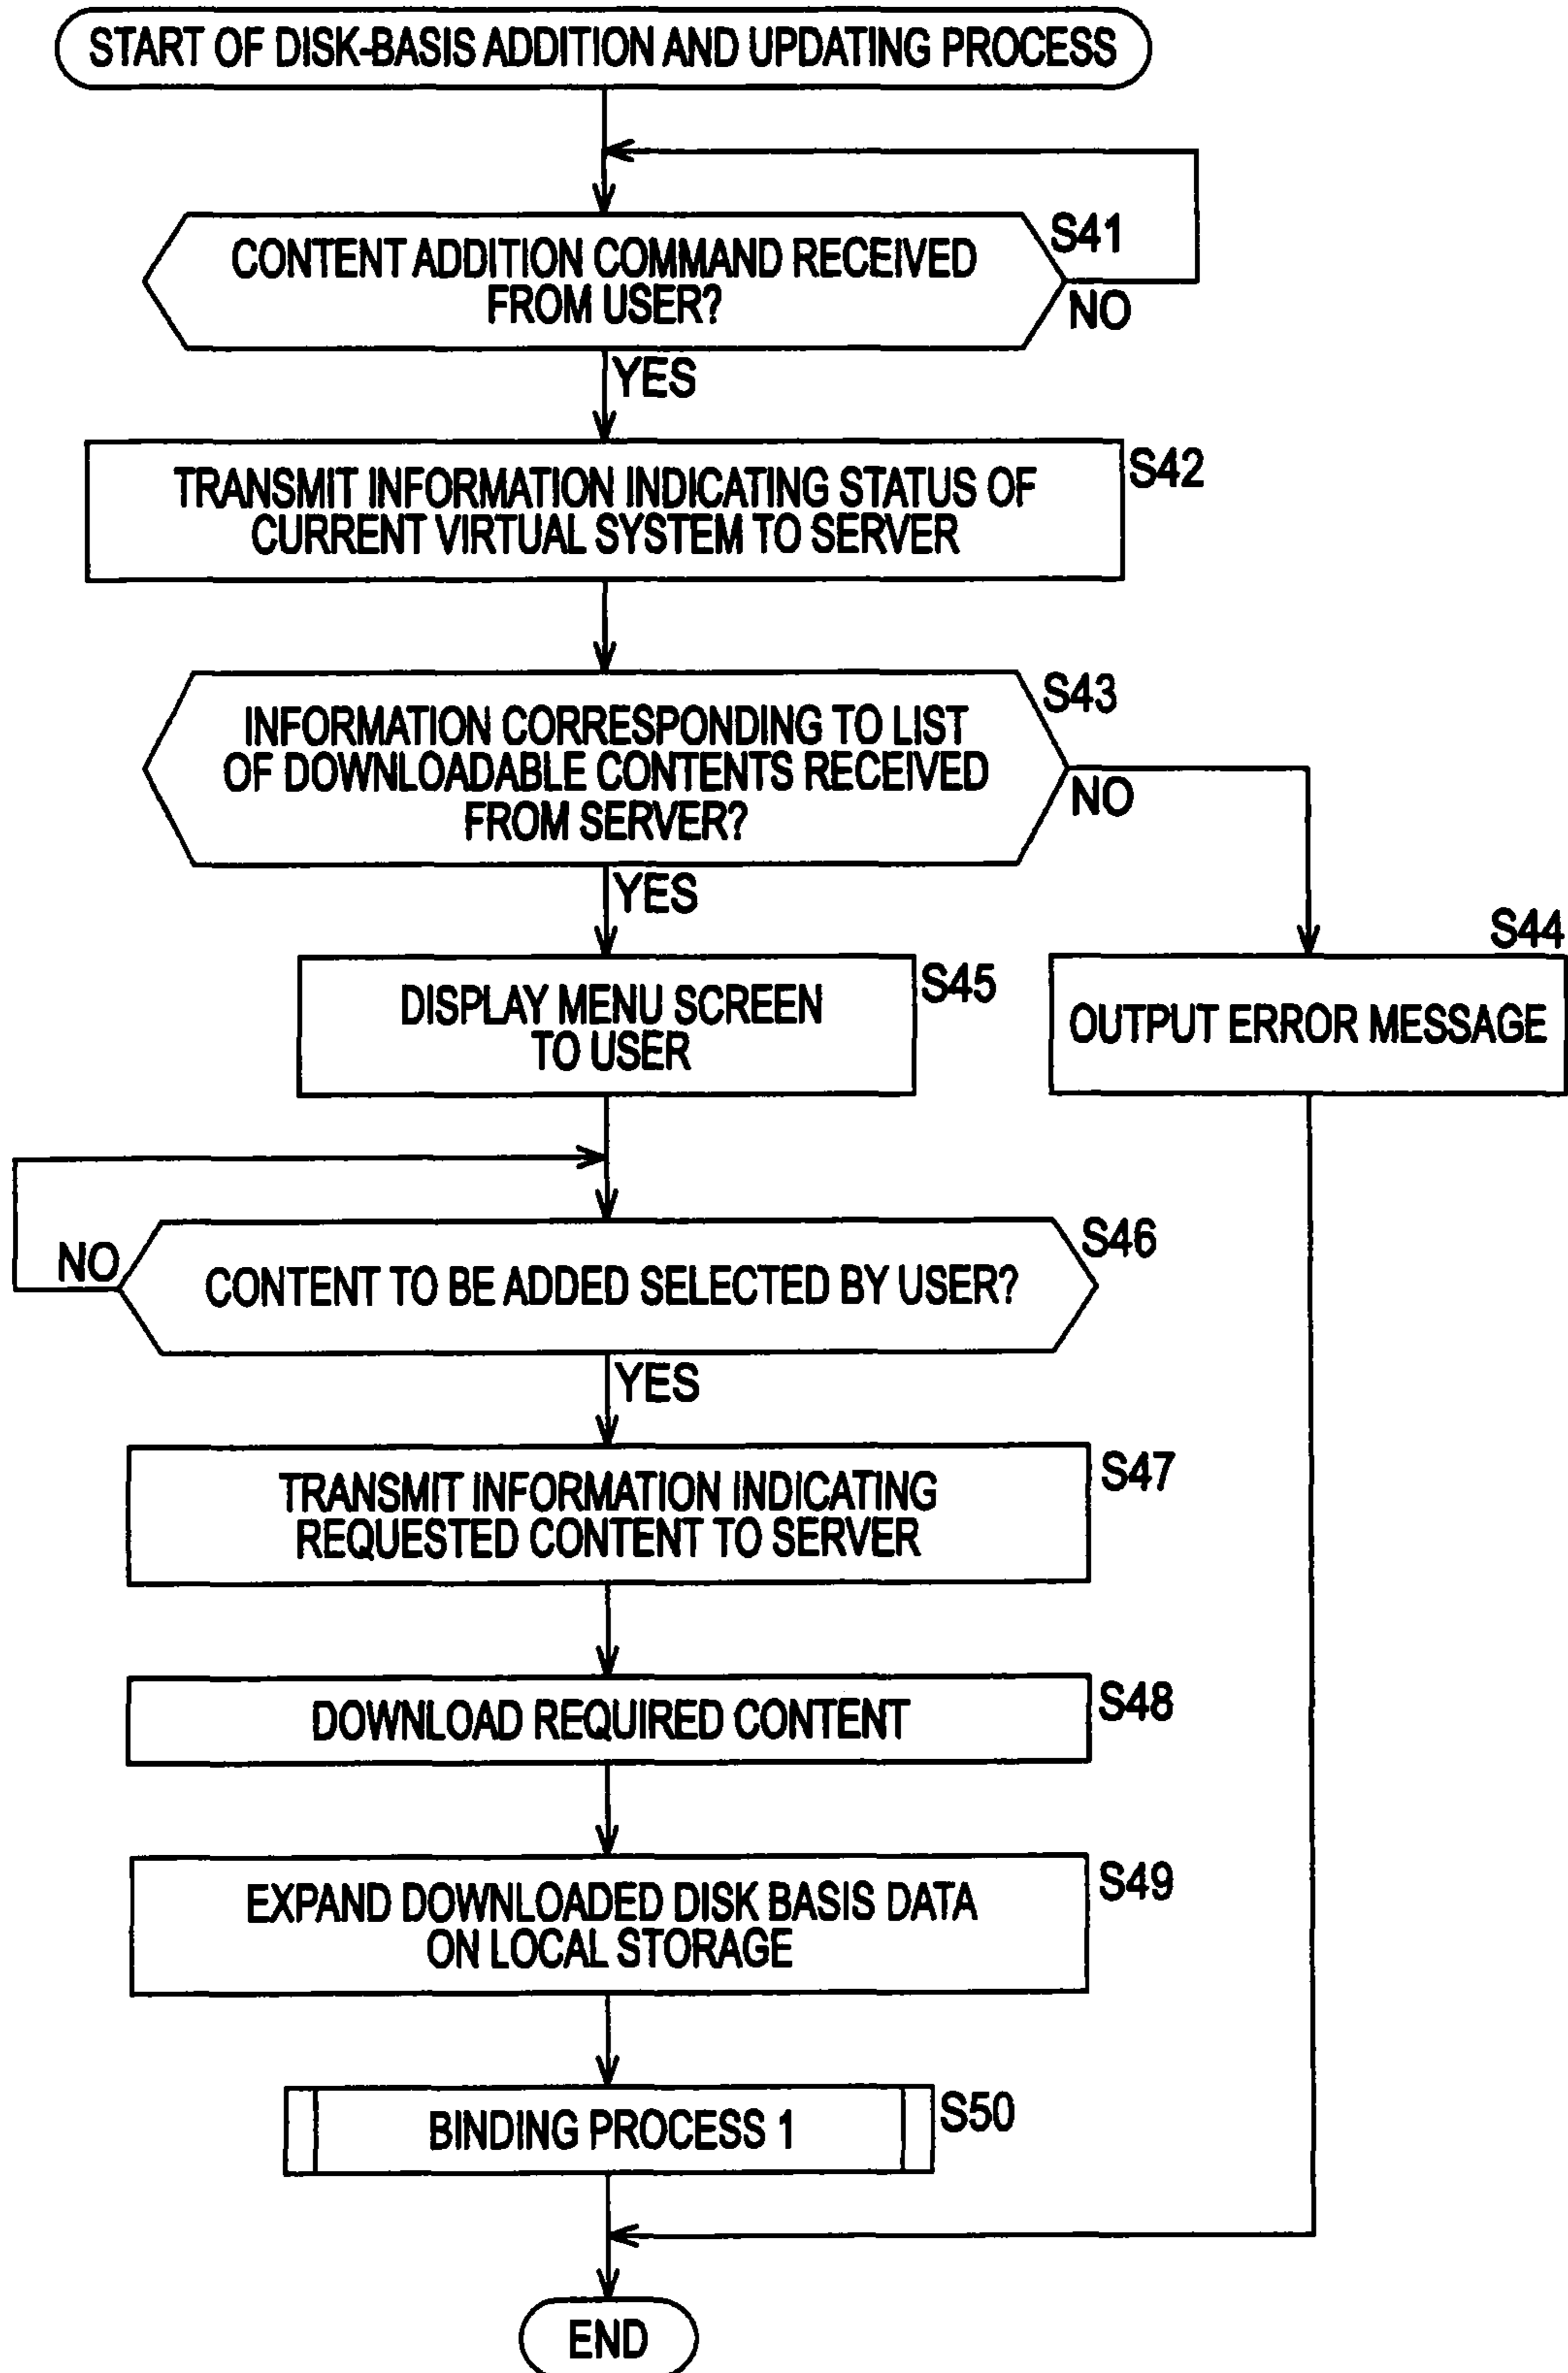 START OF DISK-BASIS ADDITION AND UPDATING PROCESS
S41
CONTENT ADDITION COMMAND RECEIVED
FROM USER?
NO
YES
S42
TRANSMIT INFORMATION INDICATING STATUS OF
CURRENT VIRTUAL SYSTEM TO SERVER
S43
INFORMATION CORRESPONDING TO LIST
OF DOWNLOADABLE CONTENTS RECEIVED
FROM SERVER?
NO
YES
S44
OUTPUT ERROR MESSAGE
S45
DISPLAY MENU SCREEN
TO USER
S46
NO
CONTENT TO BE ADDED SELECTED BY USER?
YES
S47
TRANSMIT INFORMATION INDICATING
REQUESTED CONTENT TO SERVER
S48
DOWNLOAD REQUIRED CONTENT
S49
EXPAND DOWNLOADED DISK BASIS DATA
ON LOCAL STORAGE
S50
BINDING PROCESS 1
END